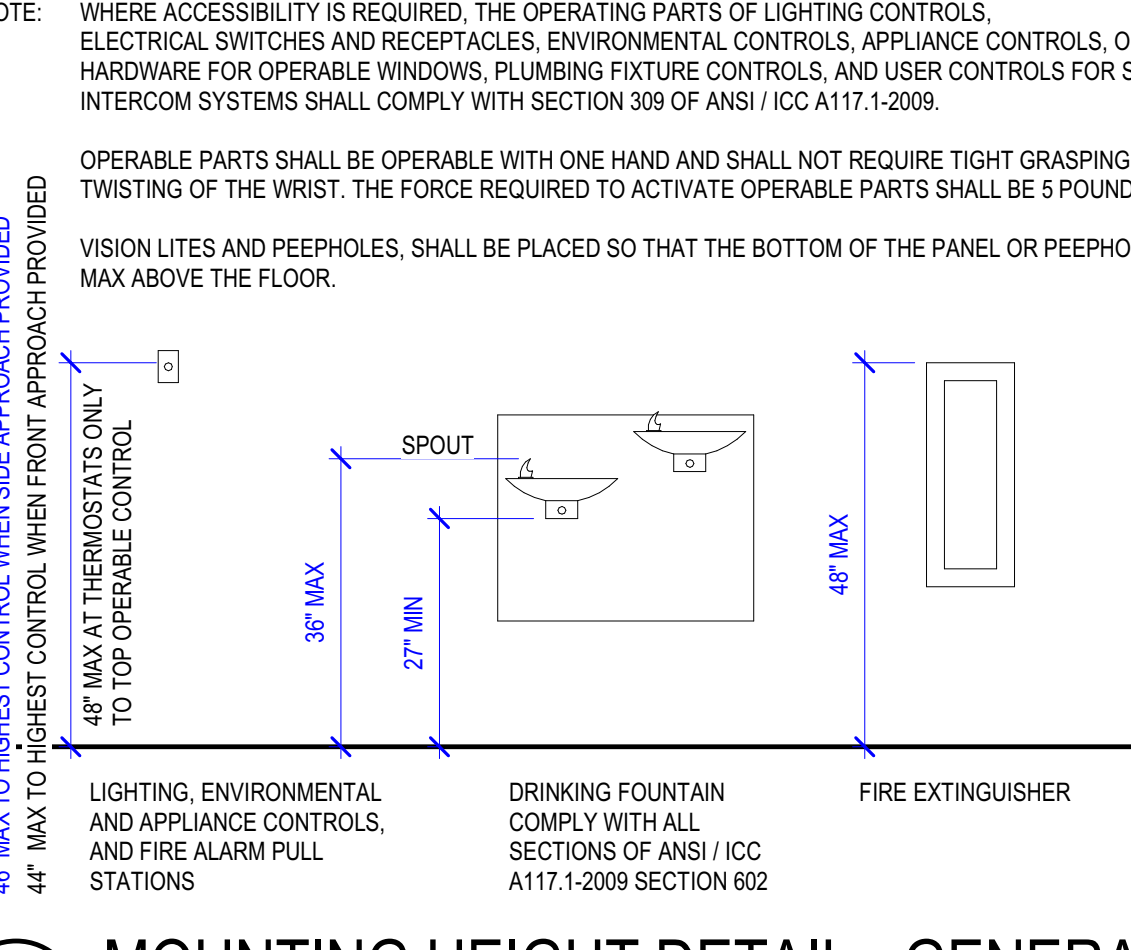 OTE: WHERE ACCESSIBILITY IS REQUIRED, THE OPERATING PARTS OF LIGHTING CONTROLS,
ELECTRICAL SWITCHES AND RECEPTACLES, ENVIRONMENTAL CONTROLS, APPLIANCE CONTROLS, O
HARDWARE FOR OPERABLE WINDOWS, PLUMBING FIXTURE CONTROLS, AND USER CONTROLS FOR S
INTERCOM SYSTEMS SHALL COMPLY WITH SECTION 309 OF ANSI / ICC A117.1-2009.
OPERABLE PARTS SHALL BE OPERABLE WITH ONE HAND AND SHALL NOT REQUIRE TIGHT GRASPING
TWISTING OF THE WRIST. THE FORCE REQUIRED TO ACTIVATE OPERABLE PARTS SHALL BE 5 POUND
VISION LITES AND PEEPHOLES, SHALL BE PLACED SO THAT THE BOTTOM OF THE PANEL OR PEEPHO
MAX ABOVE THE FLOOR.
46" MAX TO HIGHEST CONTROL WHEN SIDE APPROACH PROVIDED
44" MAX TO HIGHEST CONTROL WHEN FRONT APPROACH PROVIDED
48" MAX AT THERMOSTATS ONLY
TO TOP OPERABLE CONTROL
36" MAX
SPOUT
27" MIN
48" MAX
LIGHTING, ENVIRONMENTAL
AND APPLIANCE CONTROLS,
AND FIRE ALARM PULL
STATIONS
DRINKING FOUNTAIN
COMPLY WITH ALL
SECTIONS OF ANSI / ICC
A117.1-2009 SECTION 602
FIRE EXTINGUISHER
MOUNTING HEIGHT DETAIL - GENERA